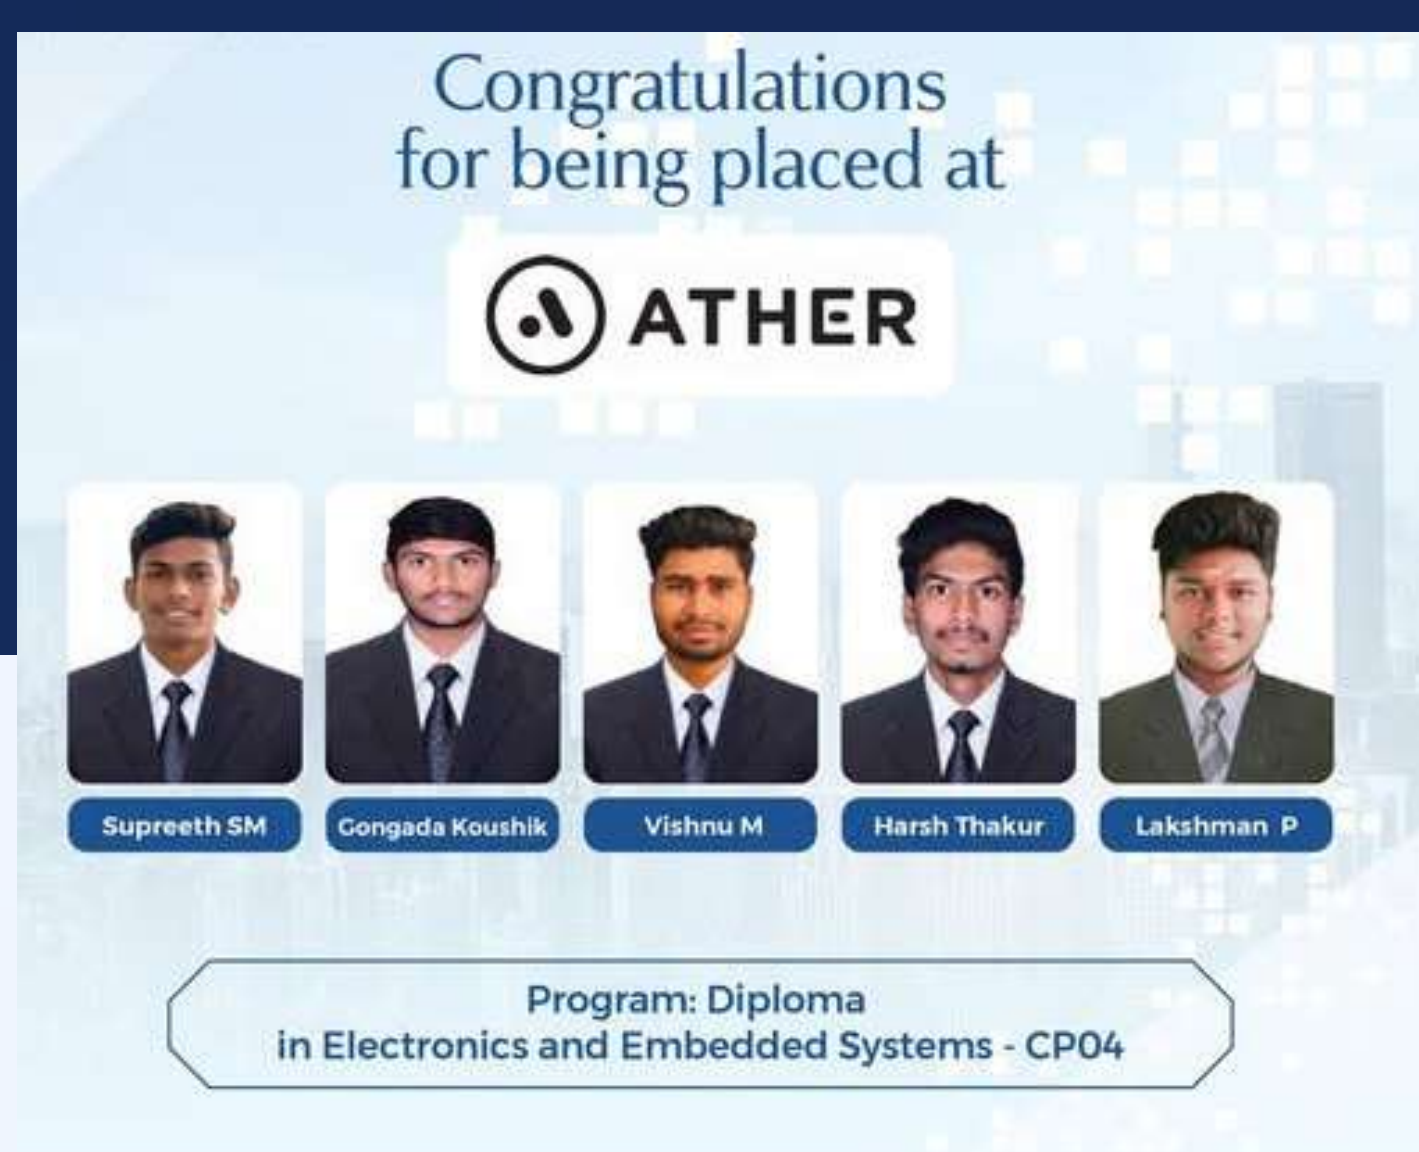 Congratulations
for being placed at
ATHER
Supreeth SM
Gongada Koushik
Vishnu M
Harsh Thakur
Lakshman P
Program: Diploma
in Electronics and Embedded Systems - CP04